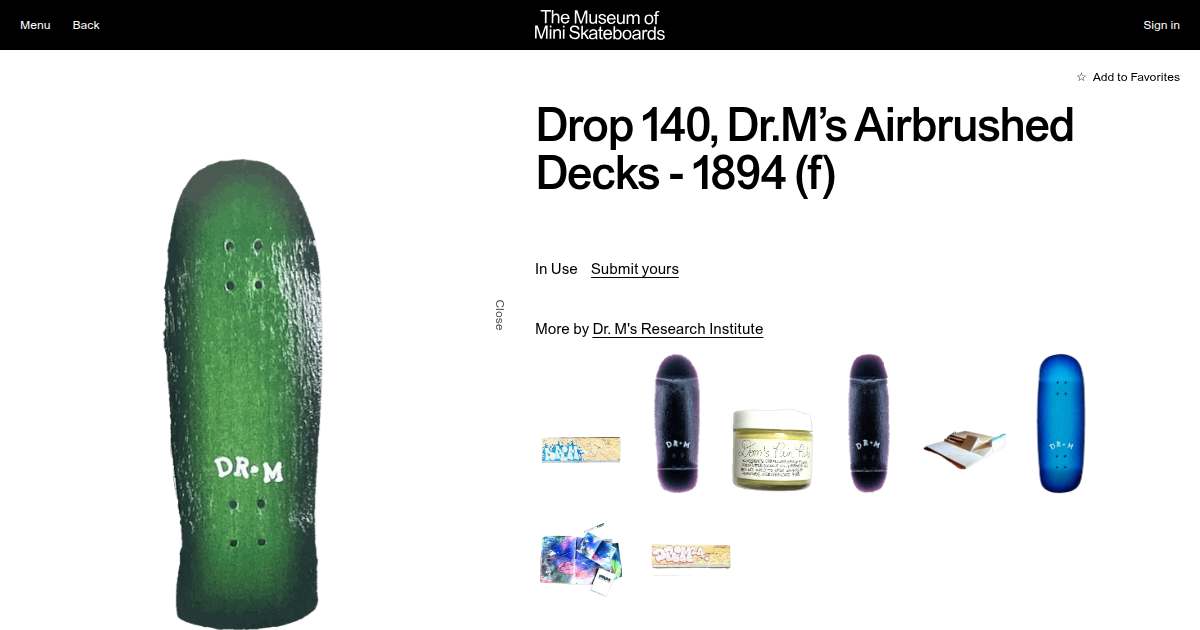 Menu
Back
The Museum of
Mini Skateboards
Sign in
☆ Add to Favorites
Drop 140, Dr.M’s Airbrushed
Decks - 1894 (f)
In Use Submit yours
Close
More by Dr. M's Research Institute
DR•M
DR•M
DR•M
DR•M